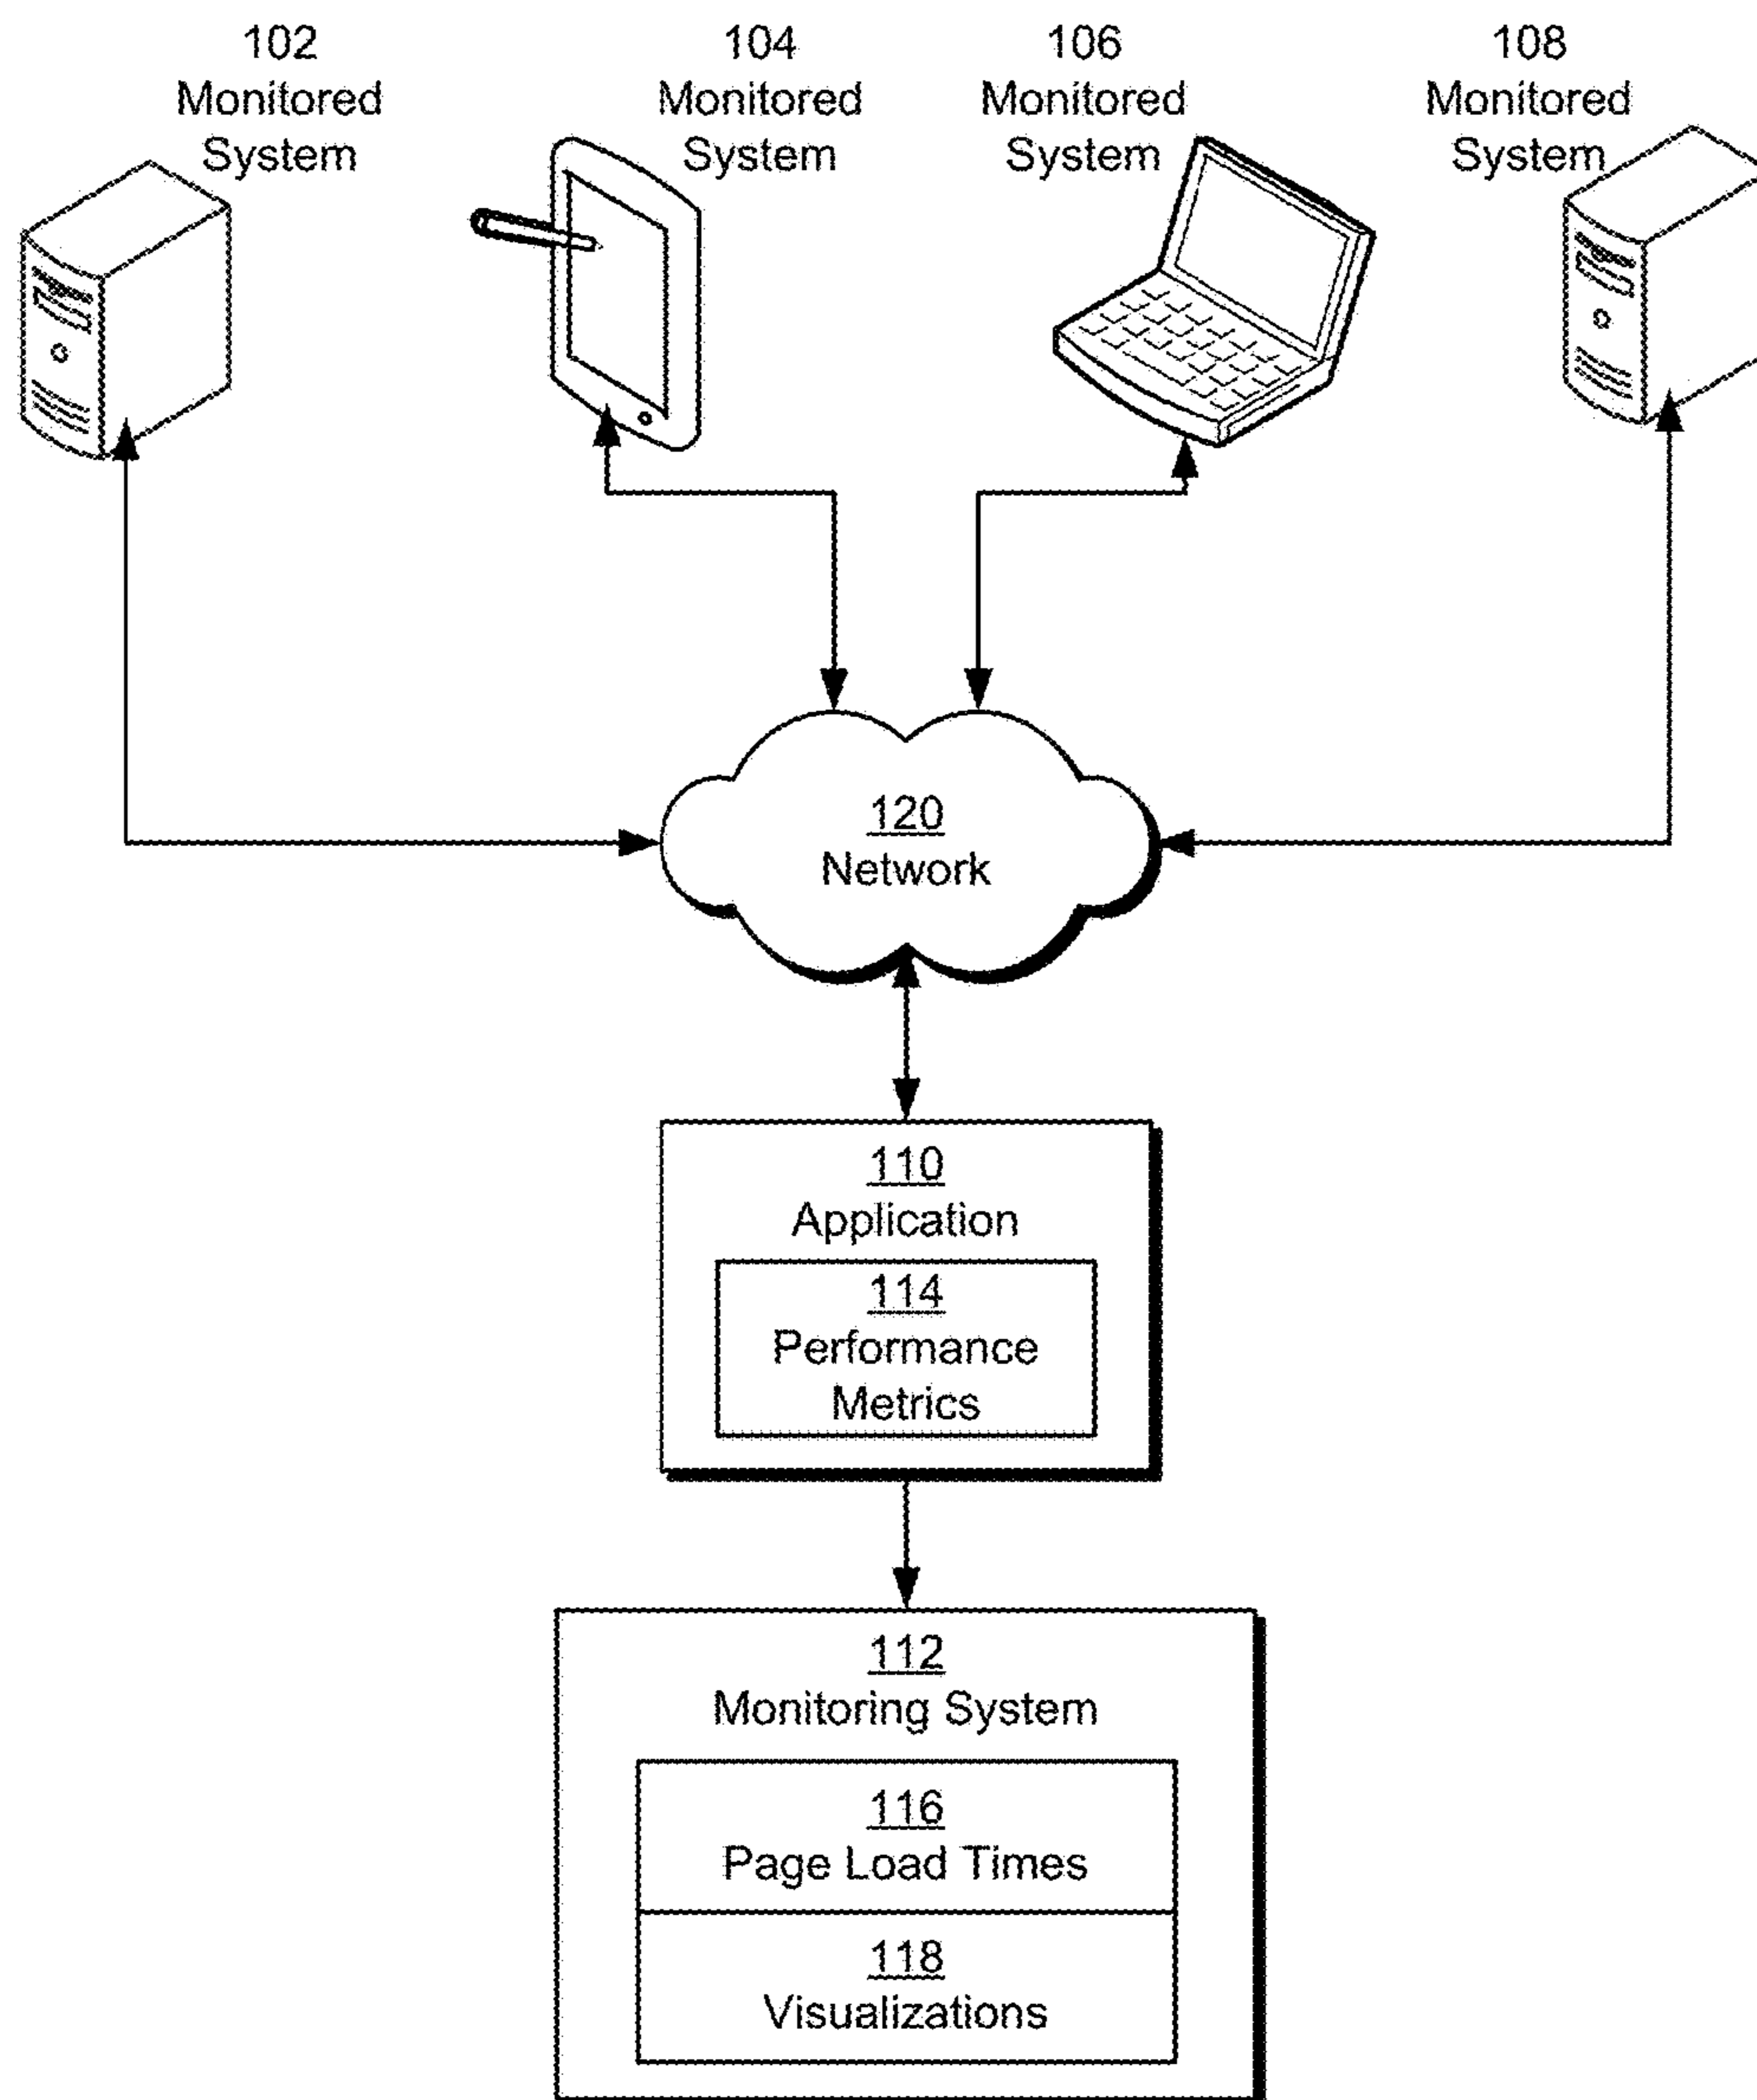 102
Monitored
System
104
Monitored
System
106
Monitored
System
108
Monitored
System
120
Network
110
Application
114
Performance
Metrics
112
Monitoring System
116
Page Load Times
118
Visualizations